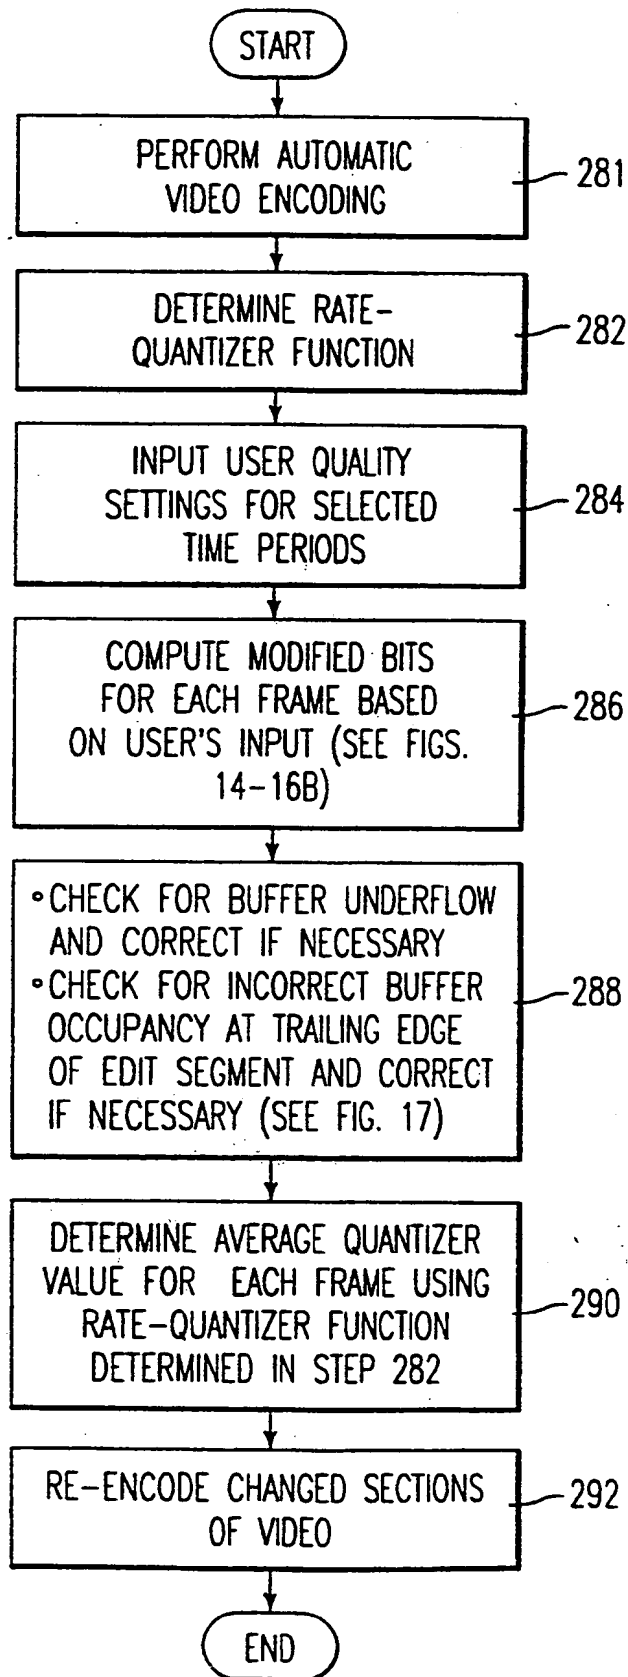 START
PERFORM AUTOMATIC
VIDEO ENCODING
281
DETERMINE RATE-
QUANTIZER FUNCTION
282
INPUT USER QUALITY
SETTINGS FOR SELECTED
TIME PERIODS
284
COMPUTE MODIFIED BITS
FOR EACH FRAME BASED
ON USER'S INPUT (SEE FIGS.
14-16B)
286
•CHECK FOR BUFFER UNDERFLOW
AND CORRECT IF NECESSARY
•CHECK FOR INCORRECT BUFFER
OCCUPANCY AT TRAILING EDGE
OF EDIT SEGMENT AND CORRECT
IF NECESSARY (SEE FIG. 17)
288
DETERMINE AVERAGE QUANTIZER
VALUE FOR EACH FRAME USING
RATE-QUANTIZER FUNCTION
DETERMINED IN STEP 282
290
RE-ENCODE CHANGED SECTIONS
OF VIDEO
292
END